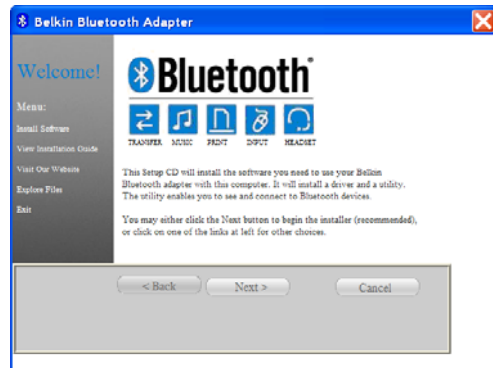 Belkin Bluetooth Adapter
Welcome!
Menu:
Install Software
View Installation Guide
Visit Our Website
Explore Files
Exit
Bluetooth
TRANSFER MUSIC PRINT INPUT HEADSET
This Setup CD will install the software you need to use your Belkin
Bluetooth adapter with this computer. It will install a driver and a utility.
The utility enables you to see and connect to Bluetooth devices.
You may either click the Next button to begin the installer (recommended),
or click on one of the links at left for other choices.
< Back Next > Cancel